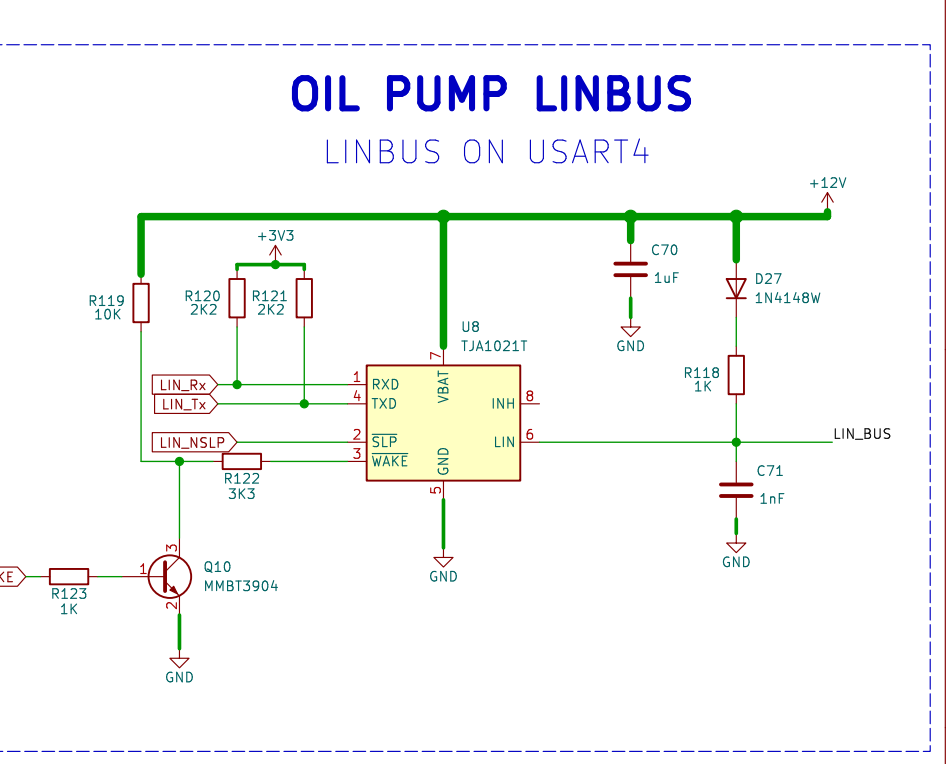 OIL PUMP LINBUS
LINBUS ON USART4
+12V
+3V3
C70
1uF
GND
D27
1N4148W
R119
10K
R120
2K2
R121
2K2
U8
TJA1021T
R118
1K
LIN_Rx
LIN_Tx
LIN_NSLP
1
4
2
3
7
5
8
6
RXD
TXD
SLP
WAKE
VBAT
GND
INH
LIN
LIN_BUS
R122
3K3
C71
1nF
GND
GND
KE
R123
1K
1
3
2
Q10
MMBT3904
GND